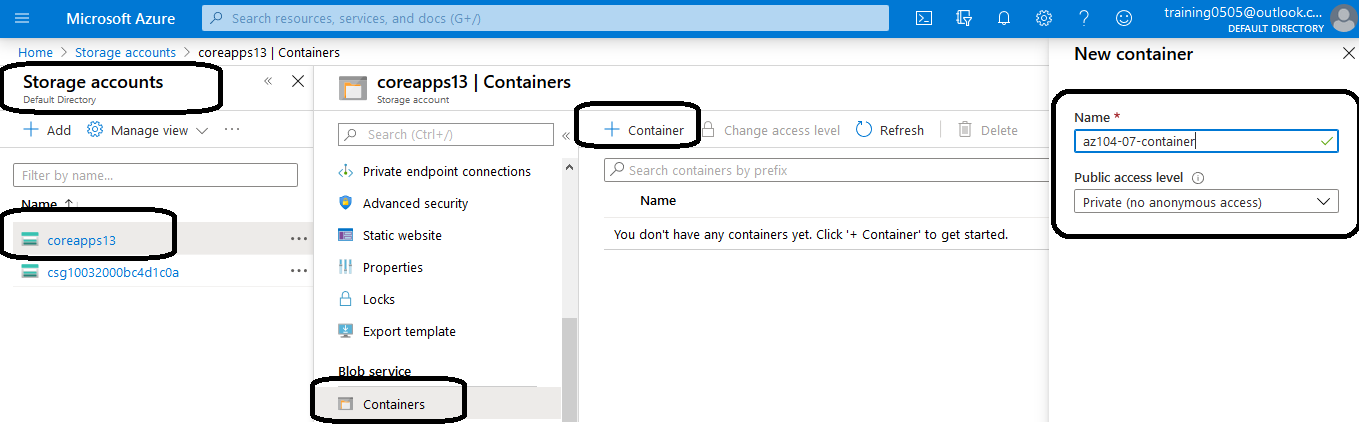 Microsoft Azure
Search resources, services, and docs (G+/)
training0505@outlook.c...
DEFAULT DIRECTORY
Home > Storage accounts > coreapps13 | Containers
Storage accounts
Default Directory
Add Manage view
Filter by name...
Name ↑
coreapps13
csg10032000bc4d1c0a
coreapps13 | Containers
Storage account
Search (Ctrl+/)
Private endpoint connections
Advanced security
Static website
Properties
Locks
Export template
Blob service
Containers
+ Container Change access level Refresh Delete
Search containers by prefix
Name
You don't have any containers yet. Click '+ Container' to get started.
New container
Name *
az104-07-container
Public access level
Private (no anonymous access)